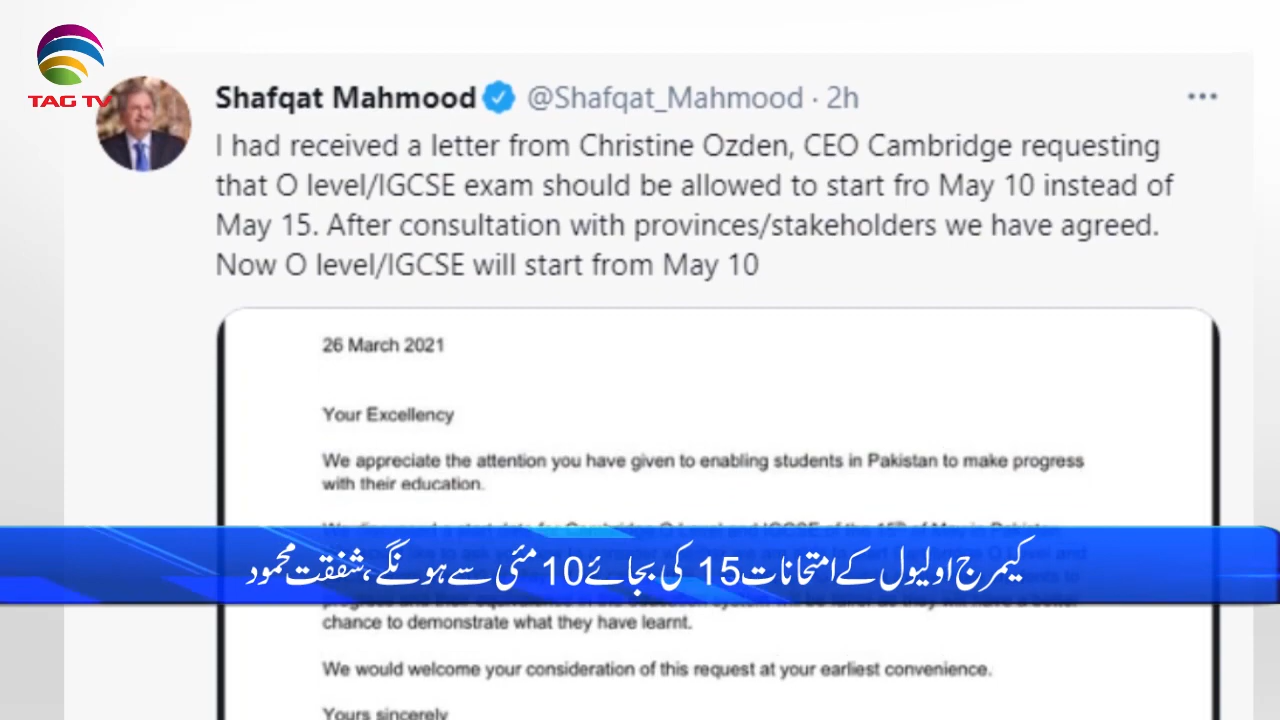 TAG TV
Shafqat Mahmood @Shafqat_Mahmood · 2h
I had received a letter from Christine Ozden, CEO Cambridge requesting
that O level/IGCSE exam should be allowed to start fro May 10 instead of
May 15. After consultation with provinces/stakeholders we have agreed.
Now O level/IGCSE will start from May 10
26 March 2021
Your Excellency
We appreciate the attention you have given to enabling students in Pakistan to make progress
with their education.
کیمرج اولیول کے امتحانات 15 کی بجائے 10 مئی سے ہونگے، شفقت محمود
chance to demonstrate what they have learnt.
We would welcome your consideration of this request at your earliest convenience.
Yours sincerely